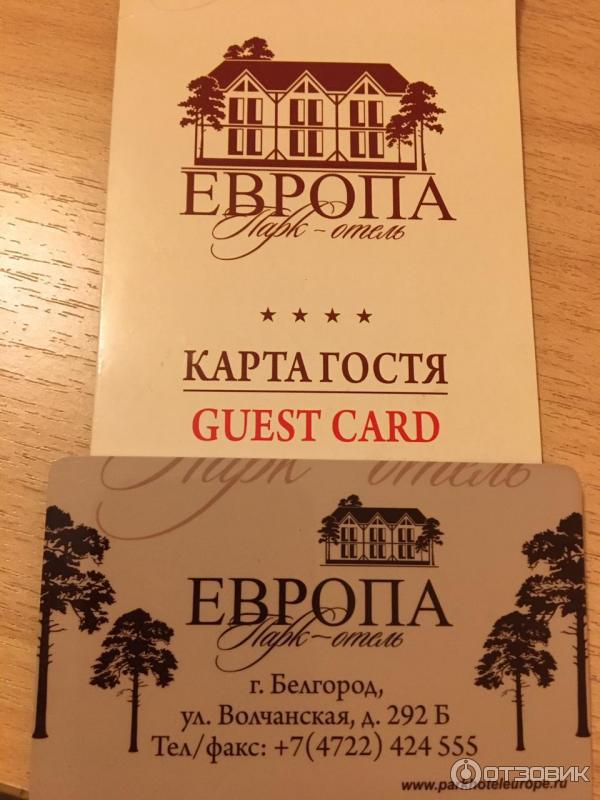 ЕВРОПА
Парк-отель
КАРТА ГОСТЯ
GUEST CARD
Парк отель
ЕВРОПА
Парк-отель
г. Белгород,
ул. Волчанская, д. 292 Б
Тел/факс: +7(4722) 424 555
www.parkhoteleurope.ru
ОТЗОВИК